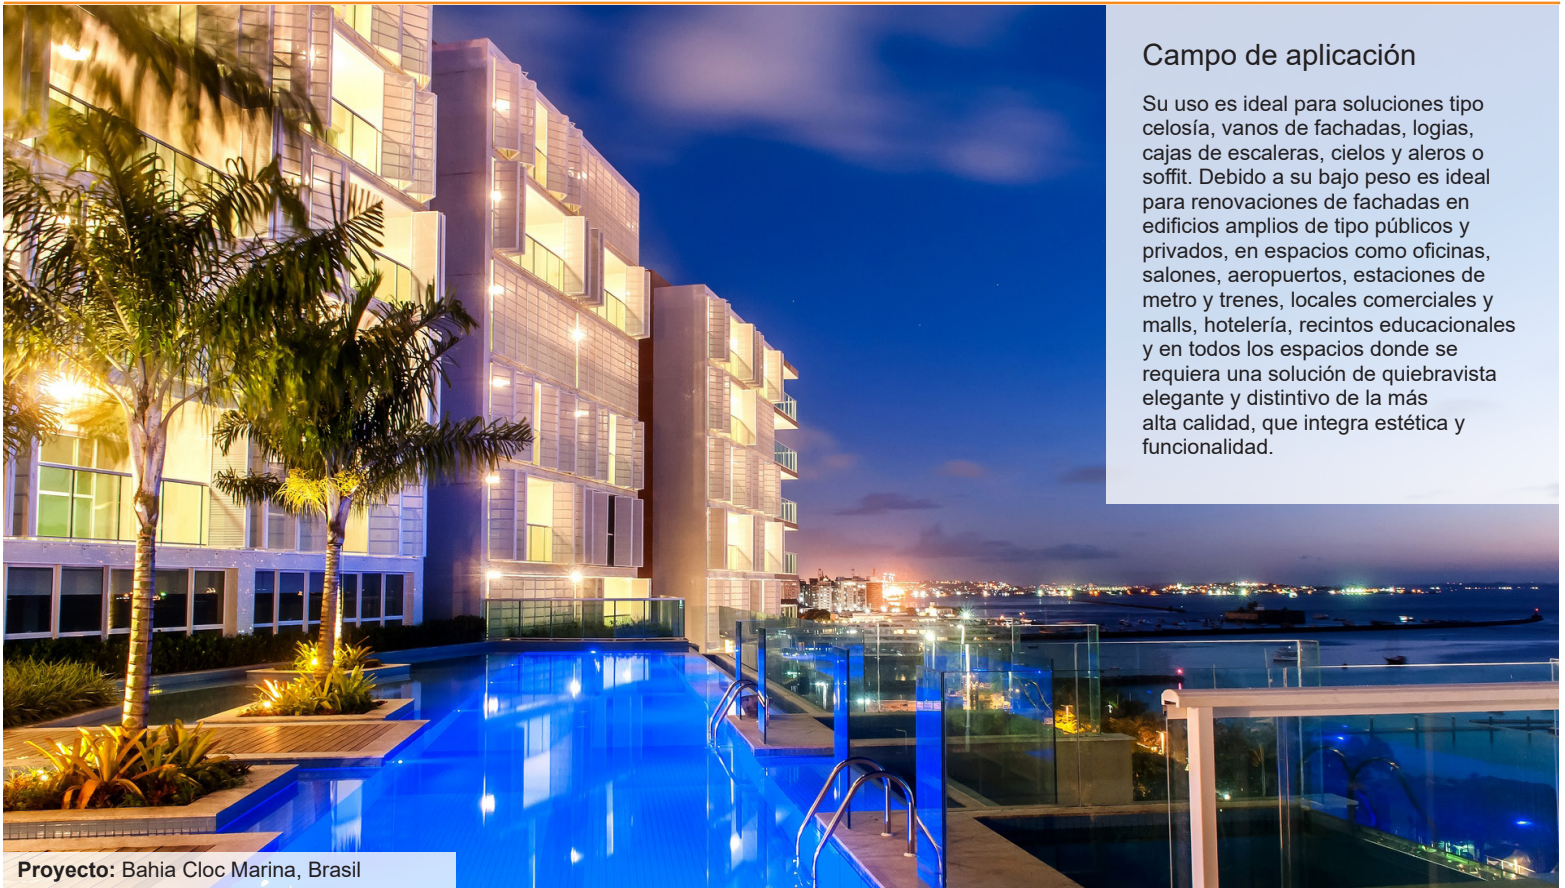 Campo de aplicación
Su uso es ideal para soluciones tipo
celosía, vanos de fachadas, logias,
cajas de escaleras, cielos y aleros o
soffit. Debido a su bajo peso es ideal
para renovaciones de fachadas en
edificios amplios de tipo públicos y
privados, en espacios como oficinas,
salones, aeropuertos, estaciones de
metro y trenes, locales comerciales y
malls, hotelería, recintos educacionales
y en todos los espacios donde se
requiera una solución de quiebravista
elegante y distintivo de la más
alta calidad, que integra estética y
funcionalidad.
Proyecto: Bahia Cloc Marina, Brasil